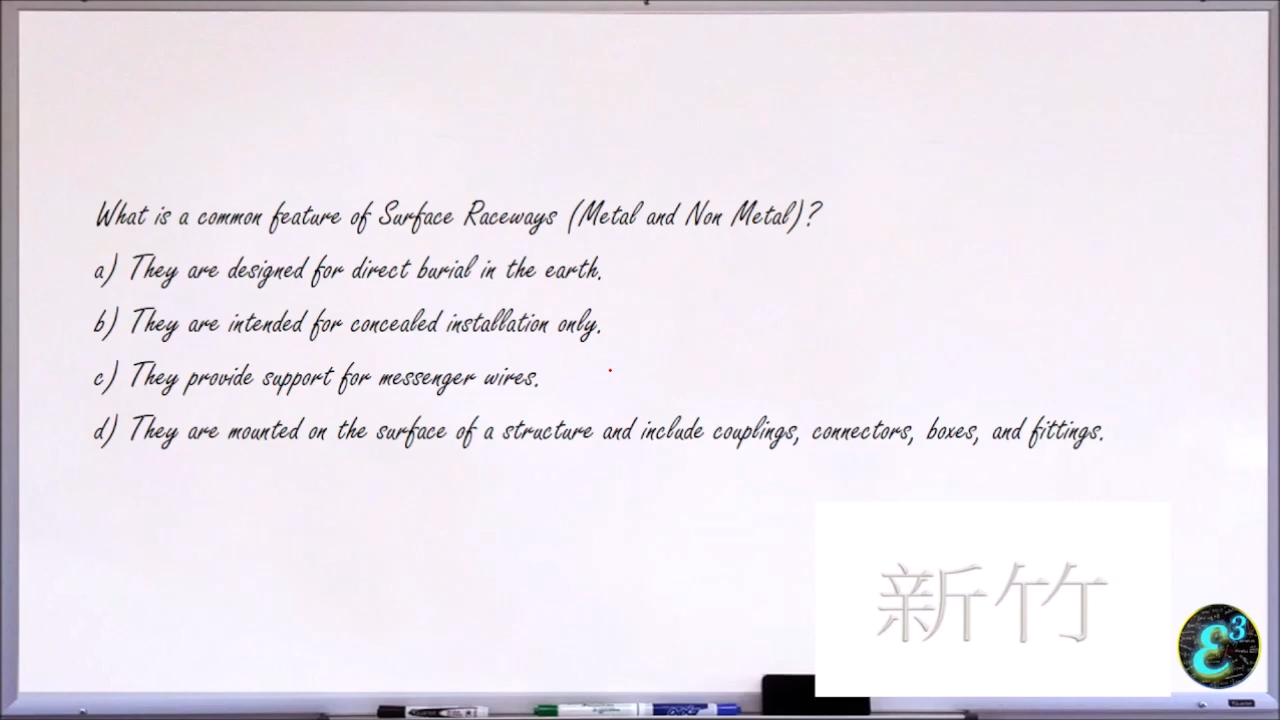 What is a common feature of Surface Raceways (Metal and Non Metal)?
a) They are designed for direct burial in the earth.
b) They are intended for concealed installation only.
c) They provide support for messenger wires.
d) They are mounted on the surface of a structure and include couplings, connectors, boxes, and fittings.
新竹
ε3